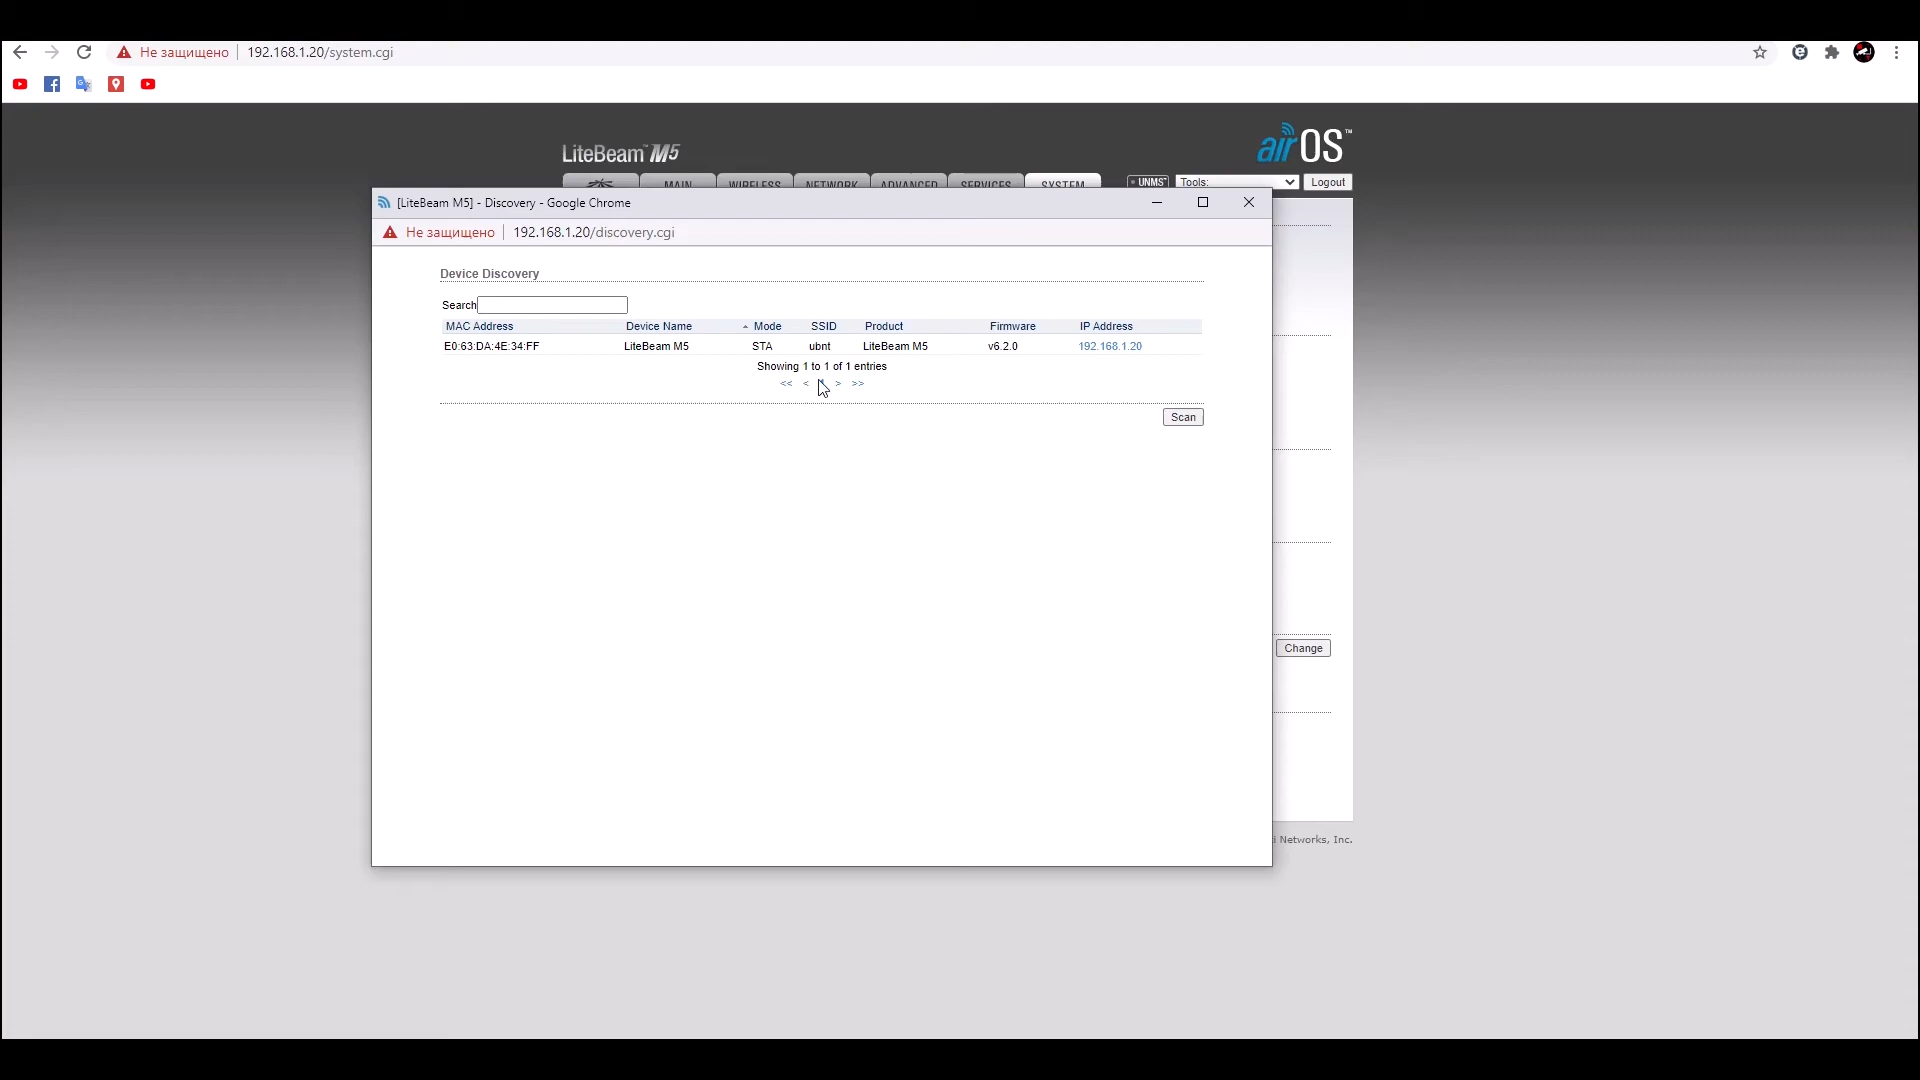 Не защищено 192.168.1.20/system.cgi
LiteBeam™ M5
airOS™
MAIN WIRELESS NETWORK ADVANCED SERVICES SYSTEM UNMS™ Tools: Logout
[LiteBeam M5] - Discovery - Google Chrome
Не защищено 192.168.1.20/discovery.cgi
Device Discovery
Search
MAC Address Device Name Mode SSID Product Firmware IP Address
E0:63:DA:4E:34:FF LiteBeam M5 STA ubnt LiteBeam M5 v6.2.0 192.168.1.20
Showing 1 to 1 of 1 entries
<< < > >>
Scan
Change
i Networks, Inc.